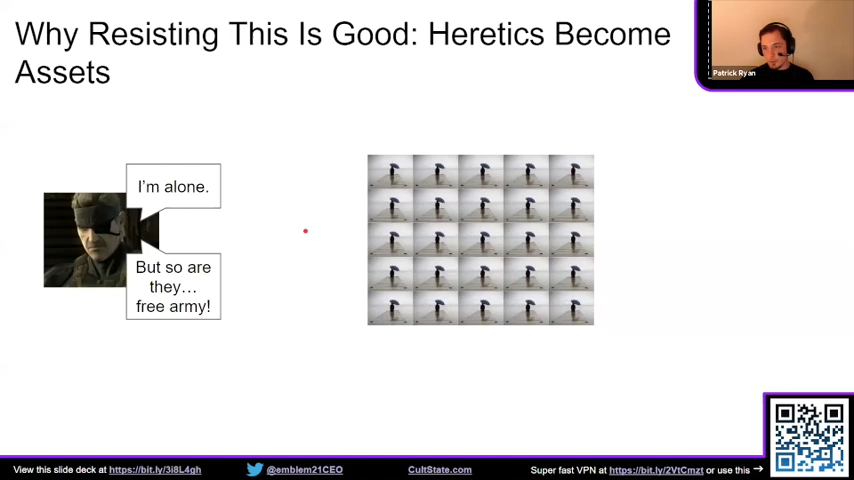 Why Resisting This Is Good: Heretics Become
Assets
Patrick Ryan
I'm alone.
But so are
they...
free army!
View this slide deck at https://bit.ly/3i8L4gh
@emblem21CEO
CultState.com
Super fast VPN at https://bit.ly/2VtCmzt or use this →